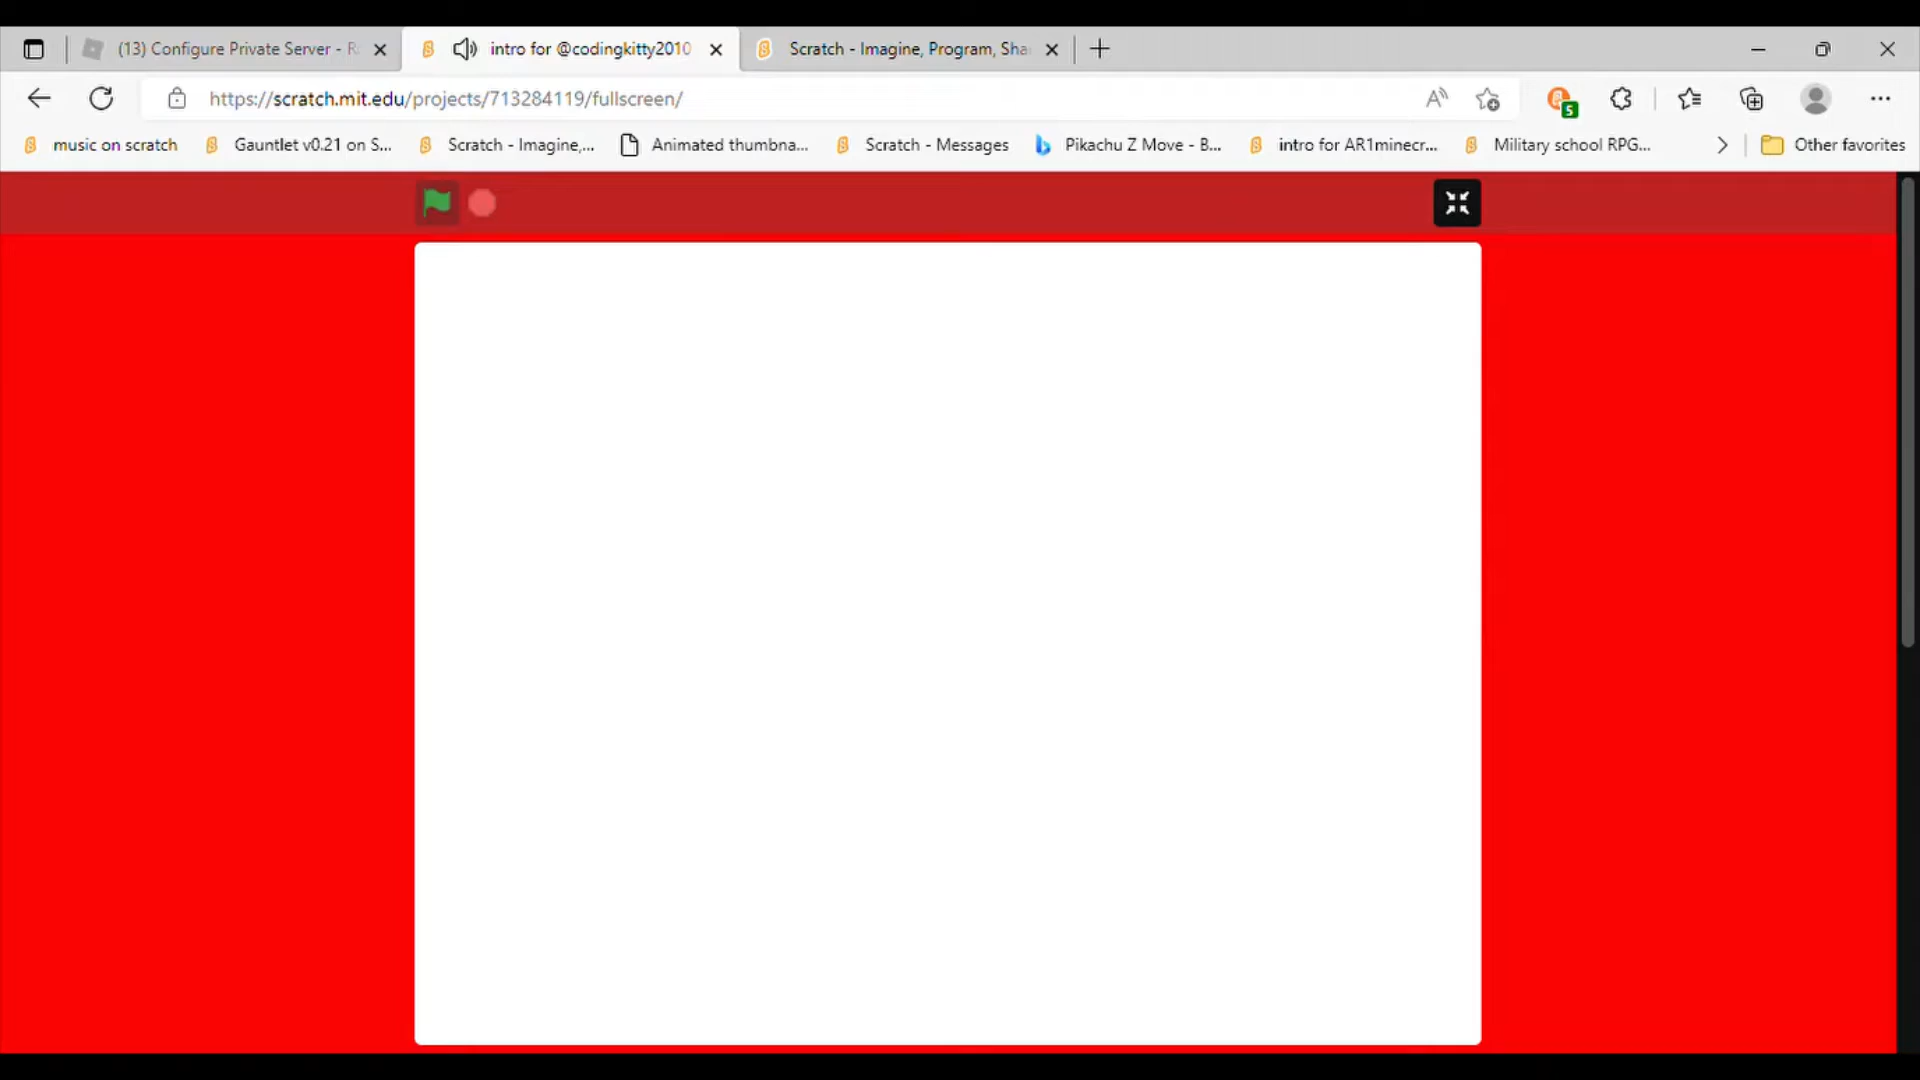 (13) Configure Private Server - R
intro for @codingkitty2010
Scratch - Imagine, Program, Sha
https://scratch.mit.edu/projects/713284119/fullscreen/
A
5
music on scratch
Gauntlet v0.21 on S...
Scratch - Imagine,...
Animated thumbna...
Scratch - Messages
Pikachu Z Move - B...
intro for AR1minecr...
Military school RPG...
Other favorites